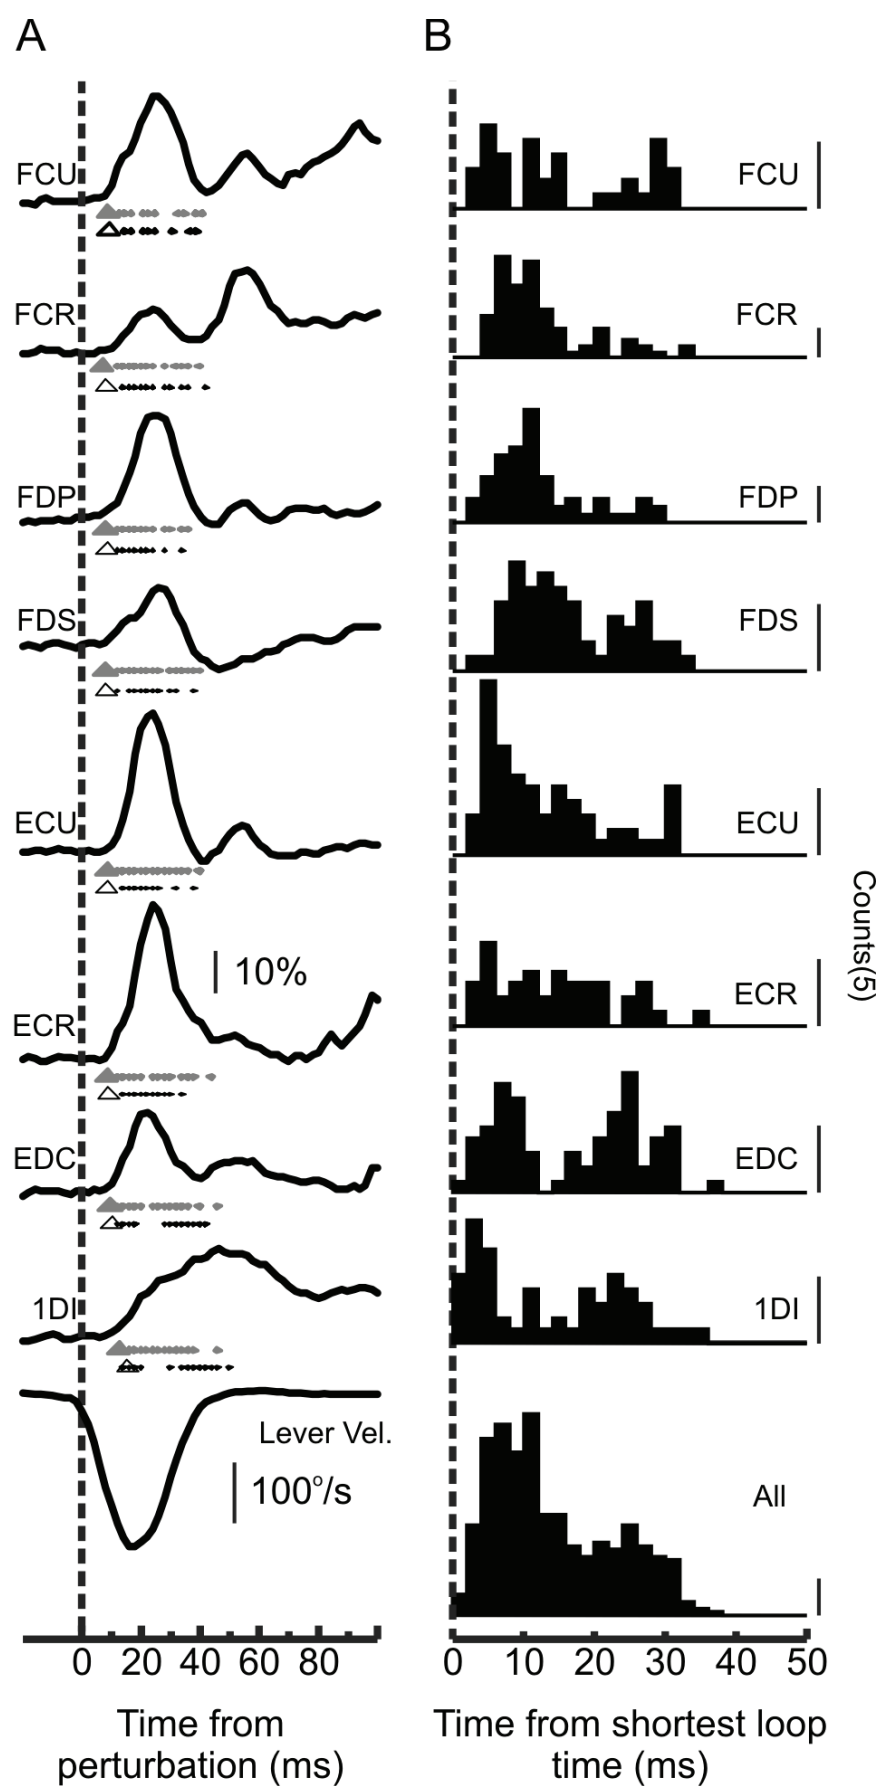 A
B
FCU
FCU
FCR
FCR
FDP
FDP
FDS
FDS
ECU
ECU
Counts(5)
10%
ECR
ECR
EDC
EDC
1DI
1DI
Lever Vel.
100°/s
All
0 20 40 60 80
0 10 20 30 40 50
Time from
perturbation (ms)
Time from shortest loop
time (ms)